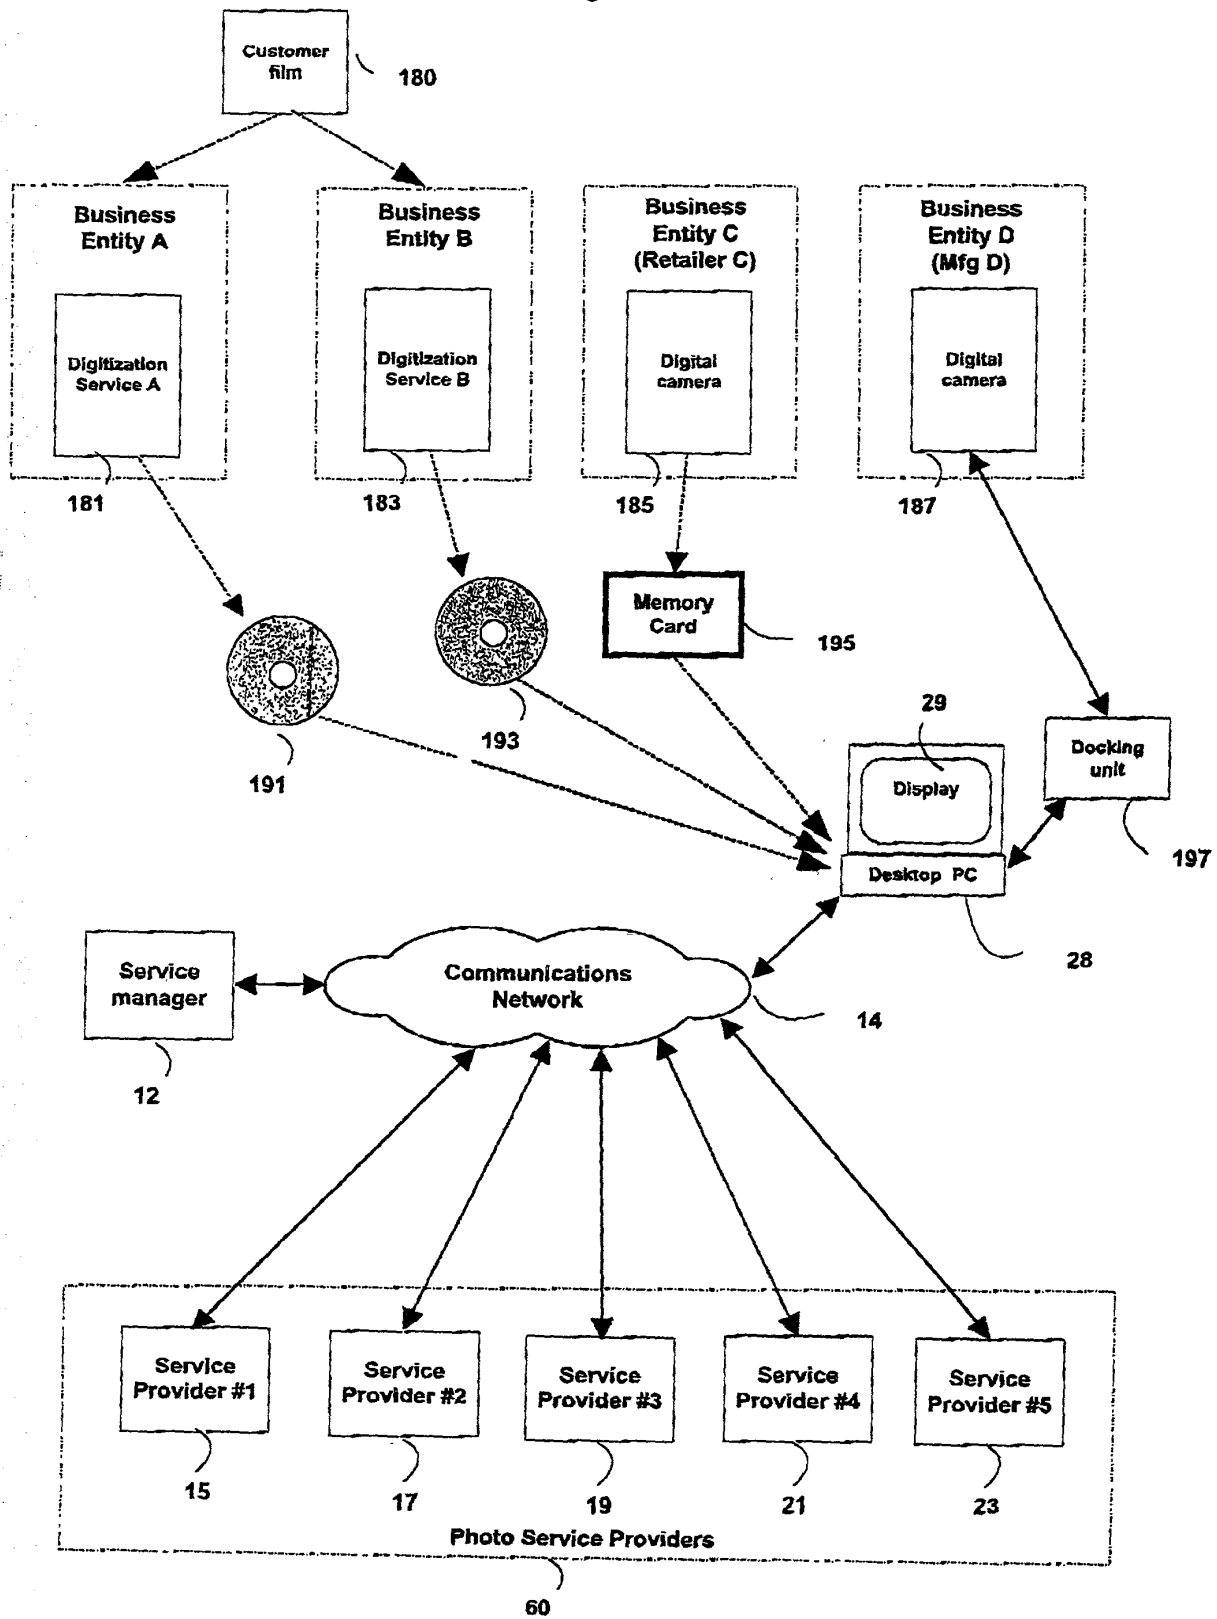 Customer
film
180
Business
Entity A
Business
Entity B
Business
Entity C
(Retailer C)
Business
Entity D
(Mfg D)
Digitization
Service A
Digitization
Service B
Digital
camera
Digital
camera
181
183
185
187
Memory
Card
195
191
193
29
Display
Docking
unit
197
Desktop PC
28
Service
manager
12
Communications
Network
14
Service
Provider #1
Service
Provider #2
Service
Provider #3
Service
Provider #4
Service
Provider #5
15
17
19
21
23
Photo Service Providers
60